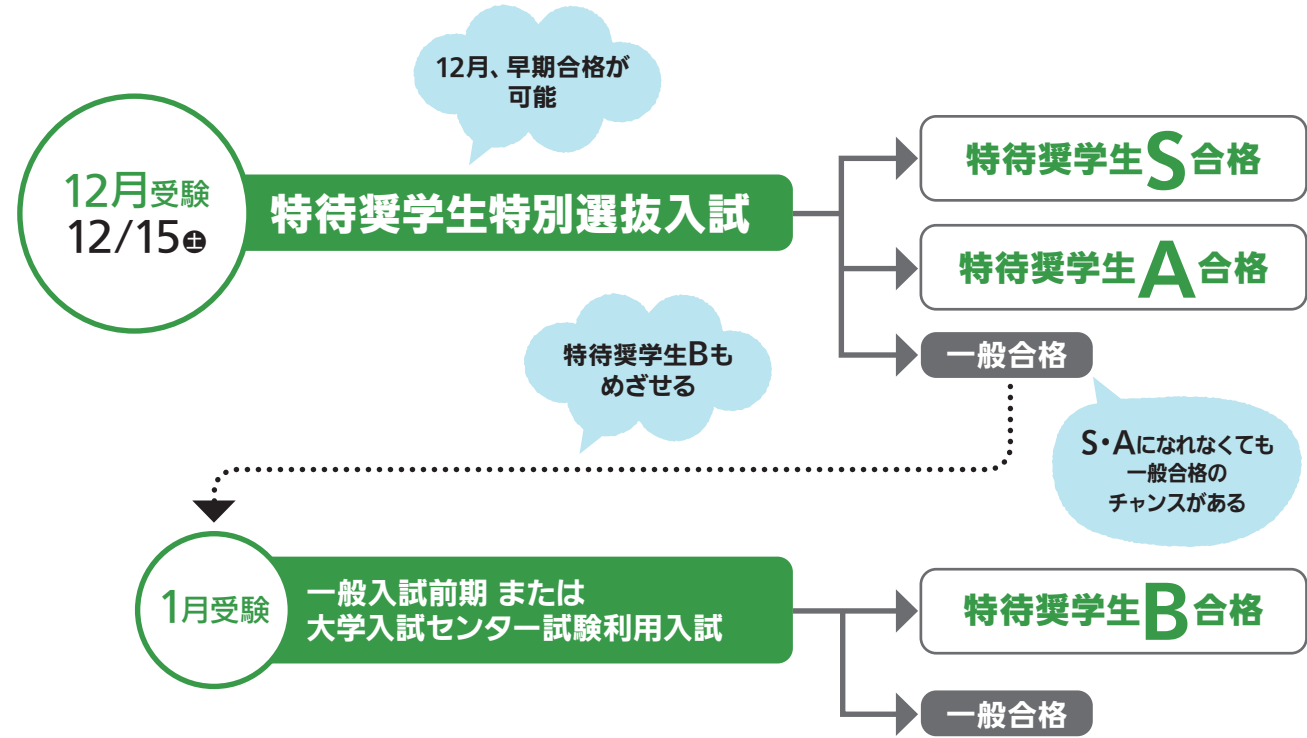 12月、早期合格が
可能
12月受験
12/15土
特待奨学生特別選抜入試
特待奨学生S合格
特待奨学生A合格
一般合格
特待奨学生Bも
めざせる
S・Aになれなくても
一般合格の
チャンスがある
1月受験
一般入試前期 または
大学入試センター試験利用入試
特待奨学生B合格
一般合格